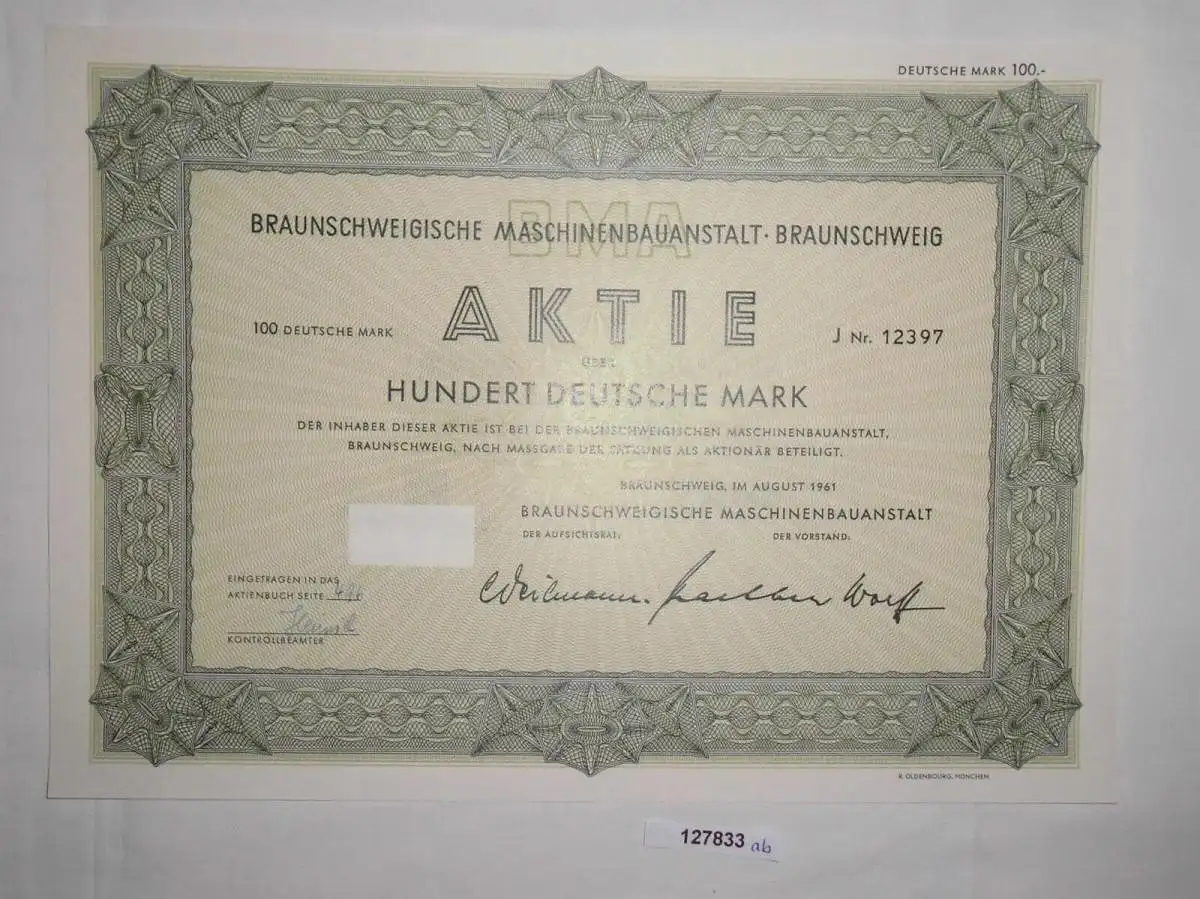 DEUTSCHE MARK 100.-
BMA
BRAUNSCHWEIGISCHE MASCHINENBAUANSTALT · BRAUNSCHWEIG
AKTIE
100 DEUTSCHE MARK
J Nr. 12397
ÜBER
HUNDERT DEUTSCHE MARK
DER INHABER DIESER AKTIE IST BEI DER BRAUNSCHWEIGISCHEN MASCHINENBAUANSTALT,
BRAUNSCHWEIG, NACH MASSGABE DER SATZUNG ALS AKTIONÄR BETEILIGT.
BRAUNSCHWEIG, IM AUGUST 1961
BRAUNSCHWEIGISCHE MASCHINENBAUANSTALT
DER AUFSICHTSRAT:
DER VORSTAND:
EINGETRAGEN IN DAS
AKTIENBUCH SEITE
KONTROLLBEAMTER
R. OLDENBOURG, MÜNCHEN
127833 ab